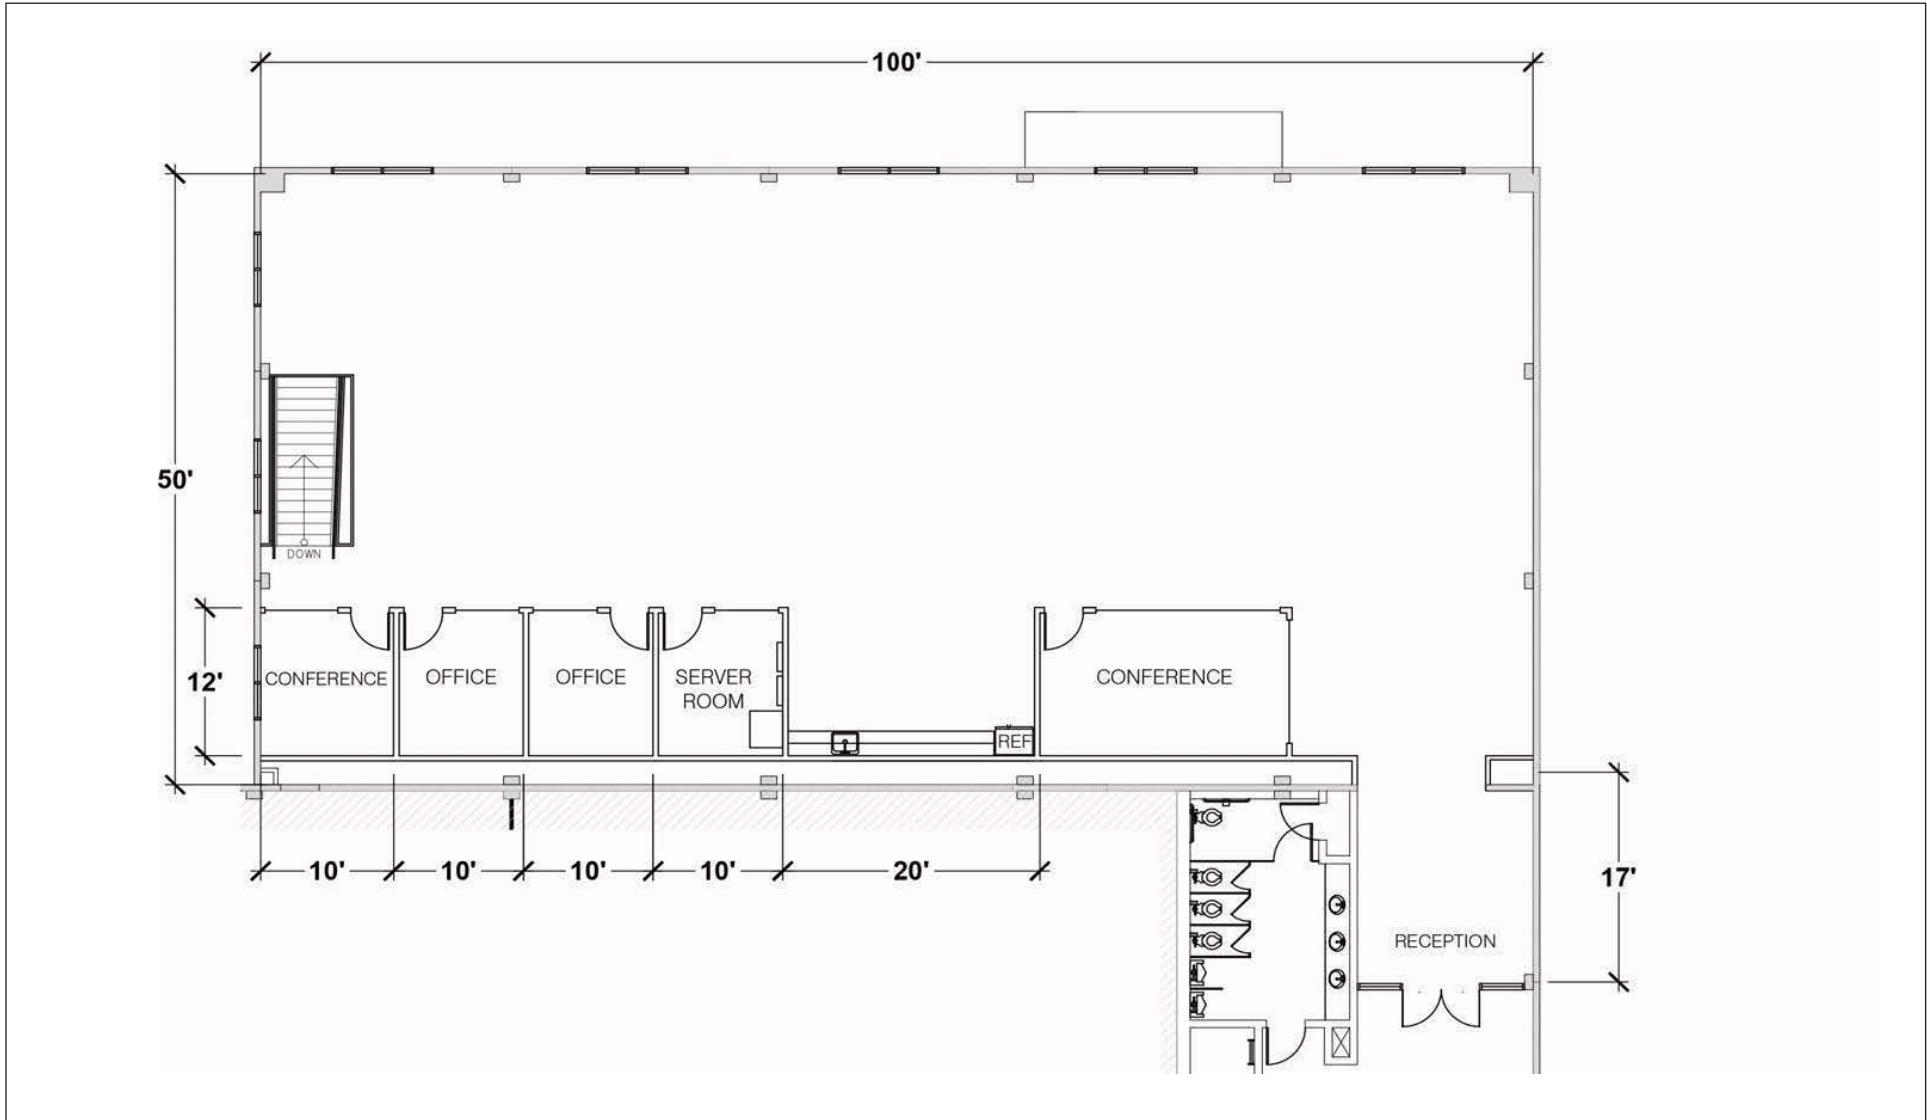 100'
50'
DOWN
12'
CONFERENCE
OFFICE
OFFICE
SERVER
ROOM
REF
CONFERENCE
10'
10'
10'
10'
20'
17'
RECEPTION